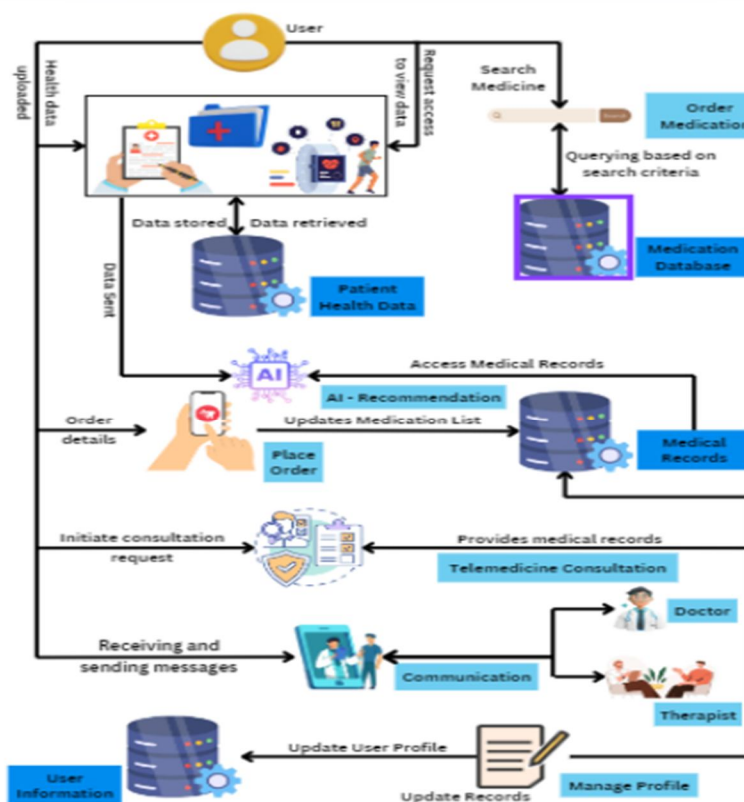 User
Health data
uploaded
Request access
to view data
Search
Medicine
Search
Order
Medication
Querying based on
search criteria
Data stored
Data retrieved
Medication
Database
Patient
Health Data
Data Sent
Access Medical Records
AI
AI - Recommendation
Order
details
Updates Medication List
Place
Order
Medical
Records
Initiate consultation
request
Provides medical records
Telemedicine Consultation
Doctor
Receiving and
sending messages
Communication
Therapist
Update User Profile
User
Information
Manage Profile
Update Records